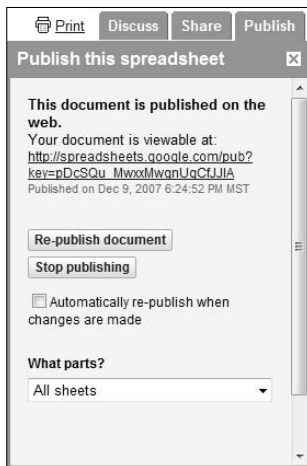 Print Discuss Share Publish
Publish this spreadsheet
This document is published on the
web.
Your document is viewable at:
http://spreadsheets.google.com/pub?
key=pDcSQu_MwxxMwqnUqCfJJIA
Published on Dec 9, 2007 6:24:52 PM MST
Re-publish document
Stop publishing
Automatically re-publish when
changes are made
What parts?
All sheets